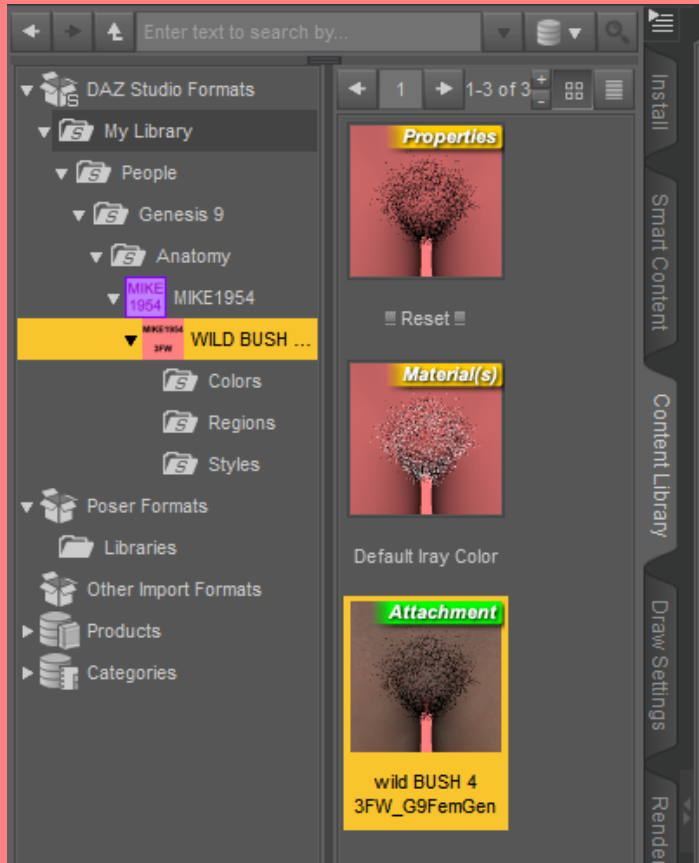 Enter text to search by...
DAZ Studio Formats
My Library
People
Genesis 9
Anatomy
MIKE
1954
MIKE1954
MIKE1954
3FW
WILD BUSH ...
Colors
Regions
Styles
Poser Formats
Libraries
Other Import Formats
Products
Categories
1
1-3 of 3
Properties
!!! Reset !!!
Material(s)
Default Iray Color
Attachment
wild BUSH 4
3FW_G9FemGen
Install
Smart Content
Content Library
Draw Settings
Render